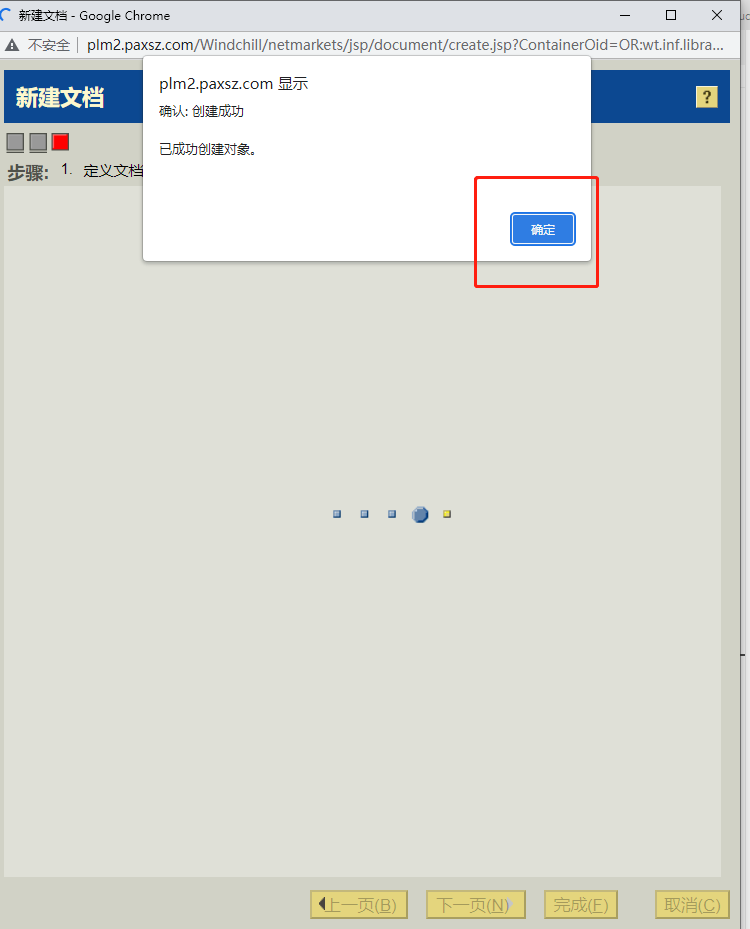 新建文档 - Google Chrome
不安全 | plm2.paxsz.com/Windchill/netmarkets/jsp/document/create.jsp?ContainerOid=OR:wt.inf.libra...
新建文档
?
plm2.paxsz.com 显示
确认: 创建成功
已成功创建对象。
确定
步骤: 1. 定义文档
上一页(B) 下一页(N) 完成(F) 取消(C)